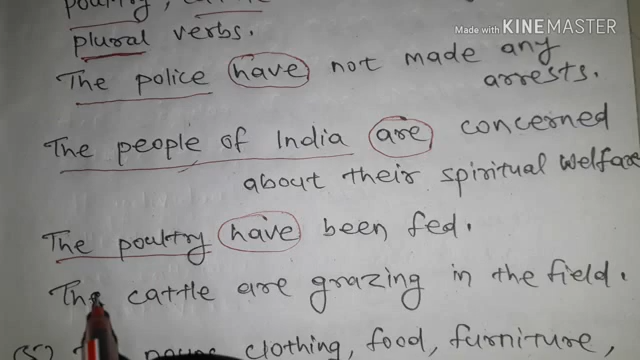 poultry,
Made with KINEMASTER
plural verbs.
The police have not made any
arrests.
The people of India are concerned
about their spiritual welfare
The poultry have been fed.
The cattle are grazing in the field.
clothing, food, furniture,